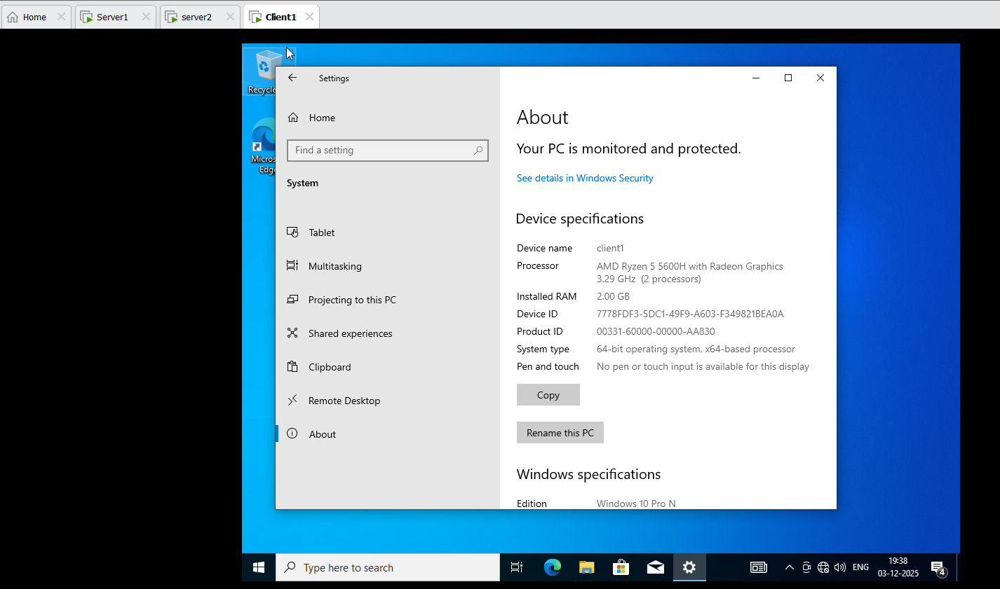 Home
Server1
server2
Client1
Recycle
Micros
Edge
Settings
Home
Find a setting
System
Tablet
Multitasking
Projecting to this PC
Shared experiences
Clipboard
Remote Desktop
About
About
Your PC is monitored and protected.
See details in Windows Security
Device specifications
Device name client1
Processor AMD Ryzen 5 5600H with Radeon Graphics
3.29 GHz (2 processors)
Installed RAM 2.00 GB
Device ID 7778FDF3-5DC1-49F9-A603-F349821BEA0A
Product ID 00331-60000-00000-AA830
System type 64-bit operating system, x64-based processor
Pen and touch No pen or touch input is available for this display
Copy
Rename this PC
Windows specifications
Edition Windows 10 Pro N
Type here to search
ENG
19:38
03-12-2025
4